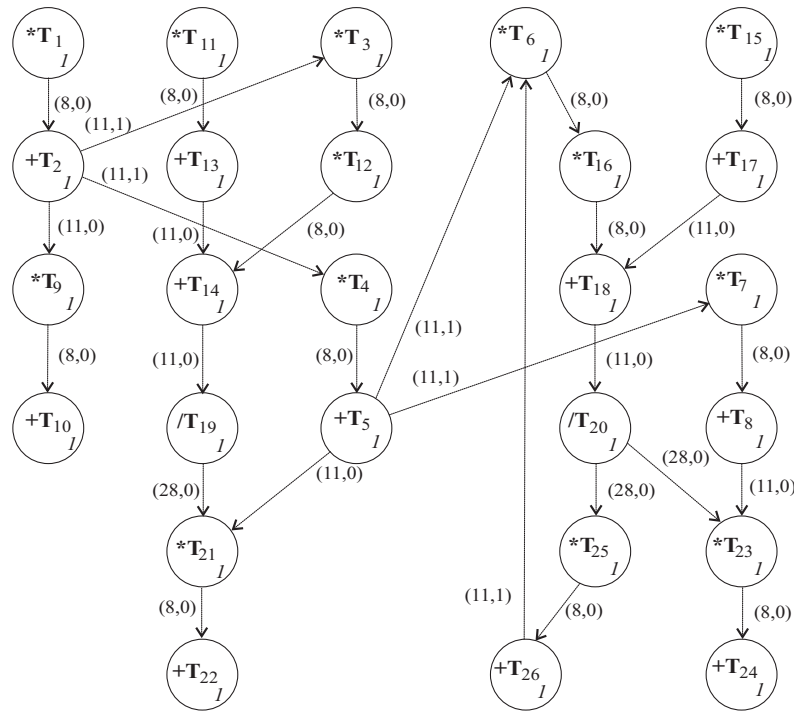 *T1 1 *T11 1 *T3 1 *T6 1 *T15 1
(8,0) (8,0) (8,0) (8,0) (8,0)
(11,1)
+T2 1 +T13 1 *T12 1 *T16 1 +T17 1
(11,1)
(11,0) (11,0) (8,0) (8,0) (11,0)
*T9 1 +T14 1 *T4 1 +T18 1 *T7 1
(8,0) (11,0) (8,0) (11,1) (11,0) (8,0)
(11,1)
+T10 1 /T19 1 +T5 1 /T20 1 +T8 1
(28,0) (11,0) (28,0) (28,0) (11,0)
*T21 1 *T25 1 *T23 1
(8,0) (11,1) (8,0) (8,0)
+T22 1 +T26 1 +T24 1